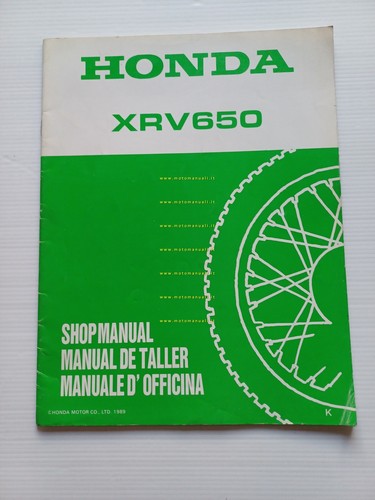 HONDA
XRV650
www.motomanuali.it
www.motomanuali.it
www.motomanuali.it
www.motomanuali.it
www.motomanuali.it
www.motomanuali.it
www.motomanuali.it
SHOP MANUAL
MANUAL DE TALLER
MANUALE D' OFFICINA
©HONDA MOTOR CO., LTD. 1989
K